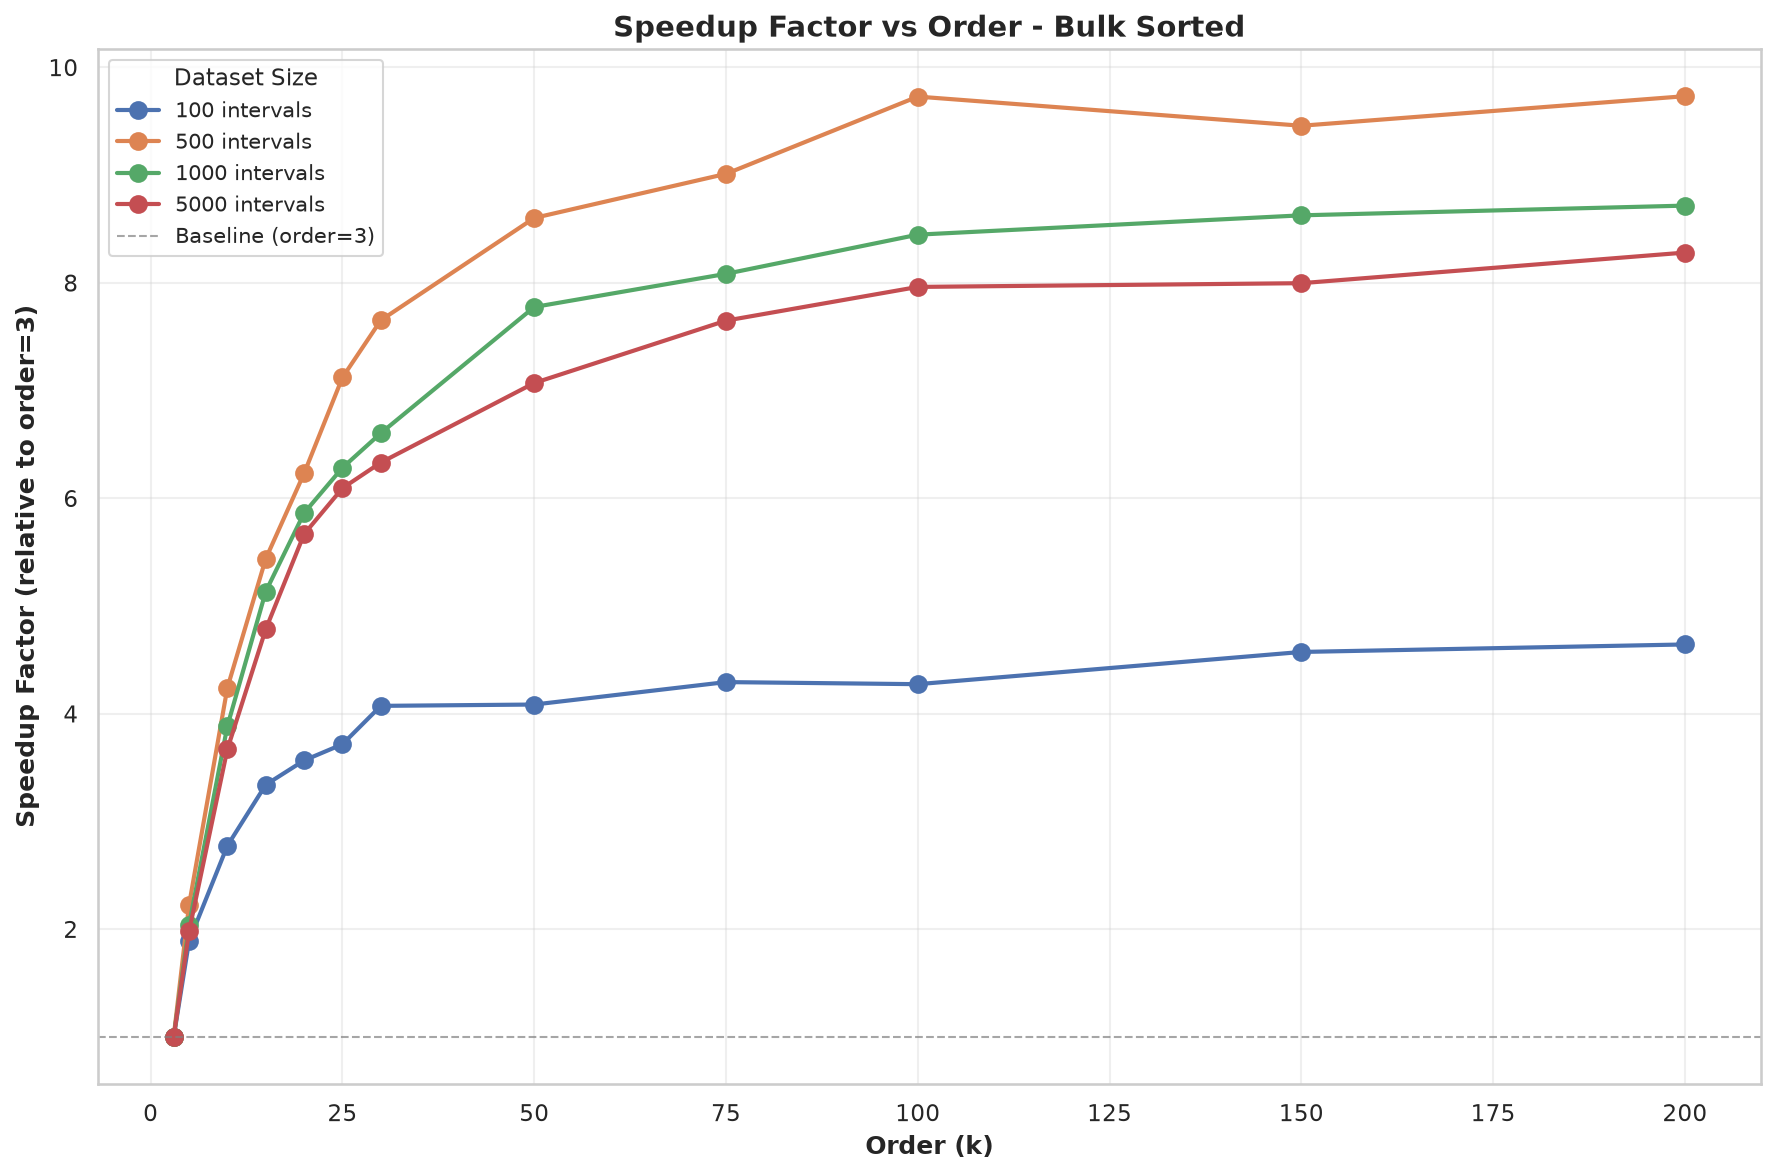 Speedup Factor vs Order - Bulk Sorted
Speedup Factor (relative to order=3)
10
8
6
4
2
Dataset Size
100 intervals
500 intervals
1000 intervals
5000 intervals
Baseline (order=3)
0 25 50 75 100 125 150 175 200
Order (k)